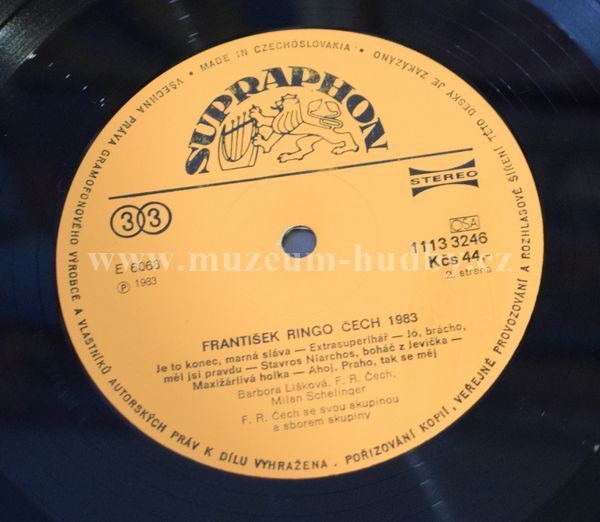 VŠECHNA PRÁVA GRAMOFONOVÉHO VÝROBCE A VLASTNÍKŮ AUTORSKÝCH PRÁV K DÍLU VYHRAŽENA. POŘIZOVÁNÍ KOPIÍ, VEŘEJNÉ PROVOZOVÁNÍ A ROZHLASOVÉ ŠÍŘENÍ TÉTO DESKY JE ZAKÁZÁNO
• MADE IN CZECHOSLOVAKIA •
SUPRAPHON
33
STEREO
OSA
1113 3246
Kčs 44,-
2. strana
E 6068
Ⓟ 1983
www.muzeum-hudby.cz
FRANTIŠEK RINGO ČECH 1983
Je to konec, marná sláva — Extrasuperlhář — Jó, brácho,
měl jsi pravdu — Stavros Niarchos, boháč z Jevíčka —
Maxižárlivá holka — Ahoj, Praho, tak se měj
Barbora Lišková, F. R. Čech,
Milan Schelinger
F. R. Čech se svou skupinou
a sborem skupiny